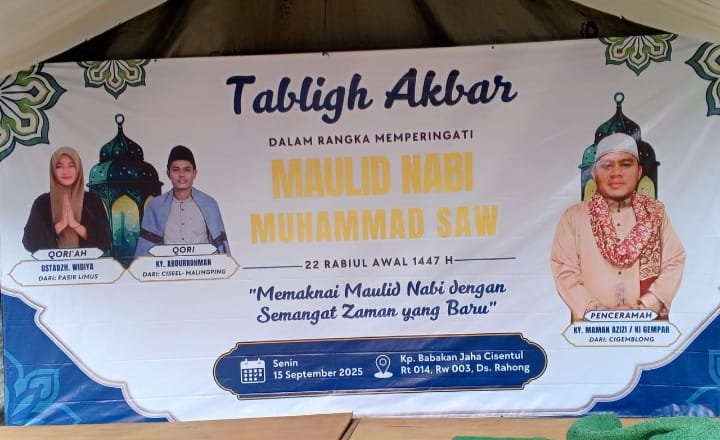 Tabligh Akbar
DALAM RANGKA MEMPERINGATI
MAULID NABI
MUHAMMAD SAW
22 RABIUL AWAL 1447 H
"Memaknai Maulid Nabi dengan
Semangat Zaman yang Baru"
QORI'AH
USTADZH. WIDIYA
DARI: PASIR LIMUS
QORI
KY. ABDURROHMAN
DARI: CISEEL- MALINGPING
PENCERAMAH
KY. MAMAN AZIZI / KI GEMPAR
DARI: CIGEMBLONG
Senin
15 September 2025
Kp. Babakan Jaha Cisentul
Rt 014, Rw 003, Ds. Rahong